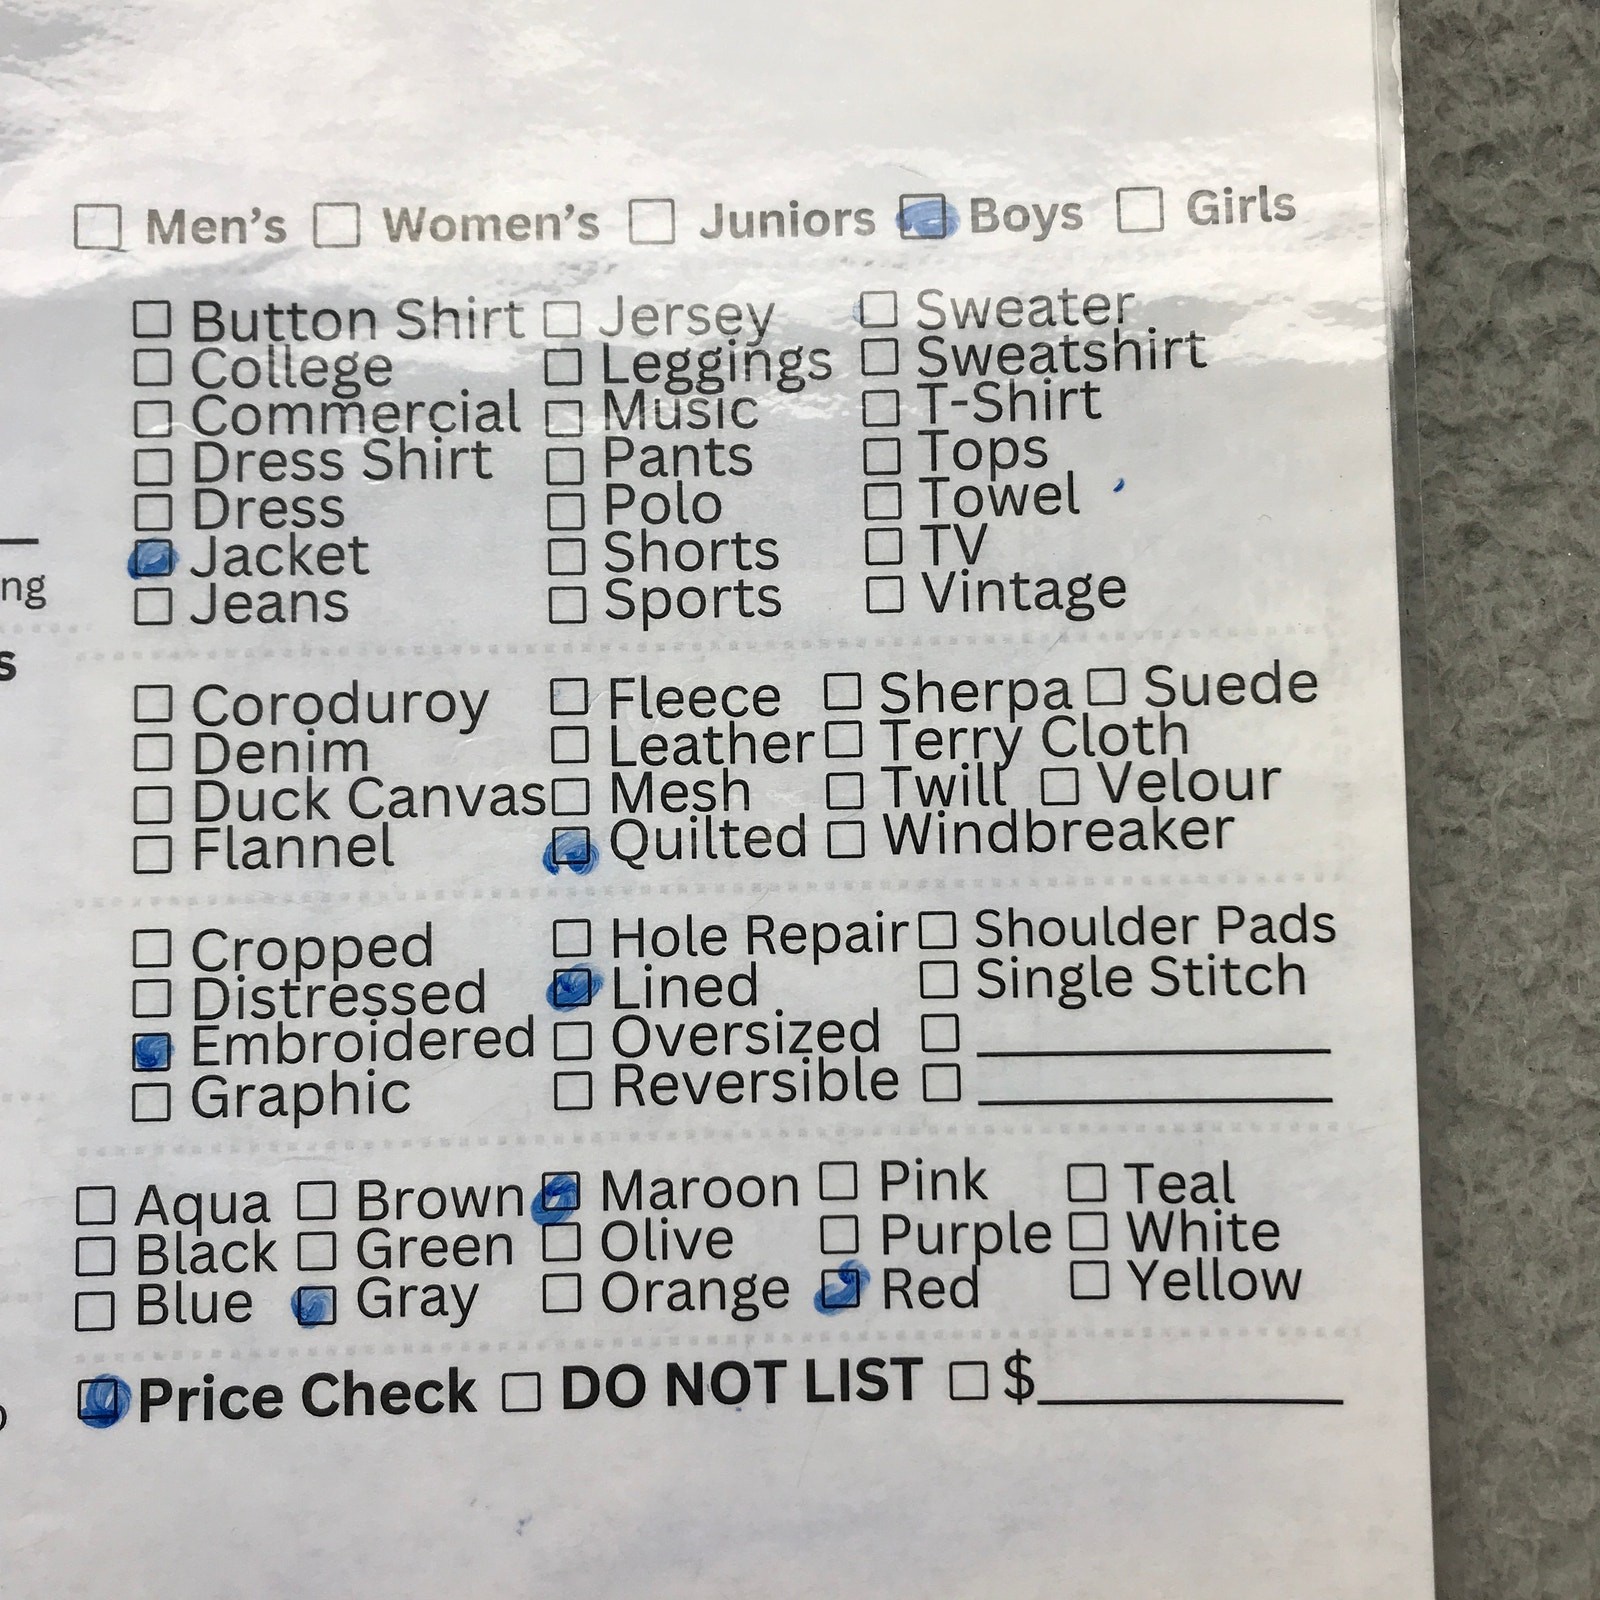 ☐ Men's ☐ Women's ☐ Juniors ☑ Boys ☐ Girls
☐ Button Shirt ☐ Jersey ☐ Sweater
☐ College ☐ Leggings ☐ Sweatshirt
☐ Commercial ☐ Music ☐ T-Shirt
☐ Dress Shirt ☐ Pants ☐ Tops
☐ Dress ☐ Polo ☐ Towel
☑ Jacket ☐ Shorts ☐ TV
ng ☐ Jeans ☐ Sports ☐ Vintage
s
☐ Coroduroy ☐ Fleece ☐ Sherpa ☐ Suede
☐ Denim ☐ Leather ☐ Terry Cloth
☐ Duck Canvas ☐ Mesh ☐ Twill ☐ Velour
☐ Flannel ☑ Quilted ☐ Windbreaker
☐ Cropped ☐ Hole Repair ☐ Shoulder Pads
☐ Distressed ☑ Lined ☐ Single Stitch
☑ Embroidered ☐ Oversized ☐ ____________
☐ Graphic ☐ Reversible ☐ ____________
☐ Aqua ☐ Brown ☑ Maroon ☐ Pink ☐ Teal
☐ Black ☐ Green ☐ Olive ☐ Purple ☐ White
☐ Blue ☑ Gray ☐ Orange ☑ Red ☐ Yellow
☑ Price Check ☐ DO NOT LIST ☐ $____________